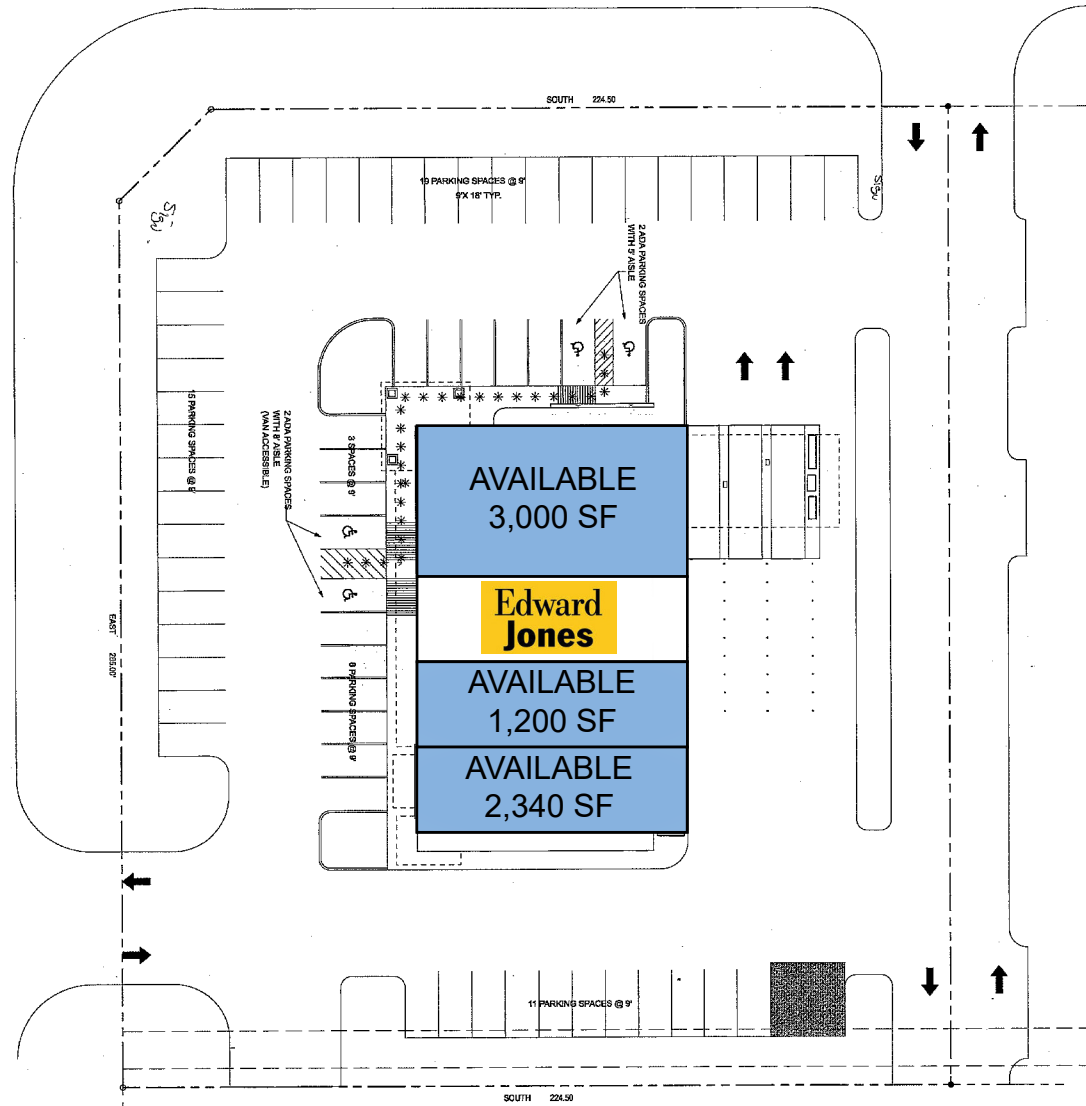 SOUTH 224.50
19 PARKING SPACES @ 9'
9'X 18' TYP.
Sign
Sign
2 ADA PARKING SPACES
WITH 5' AISLE
15 PARKING SPACES @ 9'
2 ADA PARKING SPACES
WITH 8' AISLE
(VAN ACCESSIBLE)
3 SPACES @ 9'
AVAILABLE
3,000 SF
Edward
Jones
EAST 265.00'
8 PARKING SPACES @ 9'
AVAILABLE
1,200 SF
AVAILABLE
2,340 SF
11 PARKING SPACES @ 9'
SOUTH 224.50